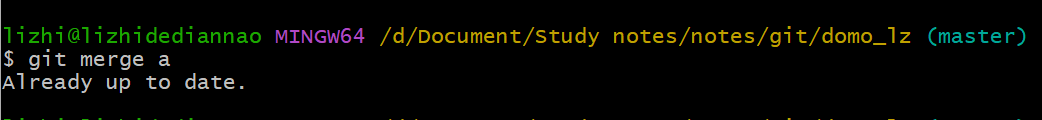 lizhi@lizhidediannao MINGW64 /d/Document/Study notes/notes/git/domo_lz (master)
$ git merge a
Already up to date.